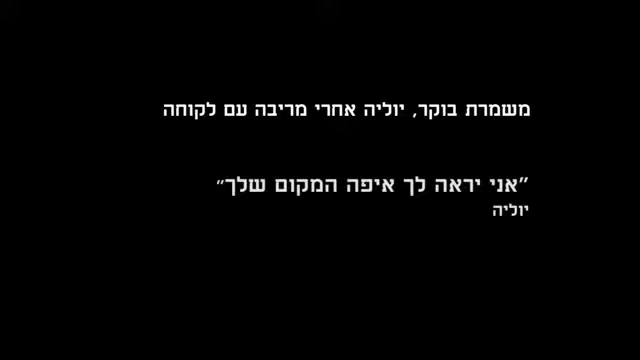 משמרת בוקר, יוליה אחרי מריבה עם לקוחה
"אני יראה לך איפה המקום שלך"
יוליה